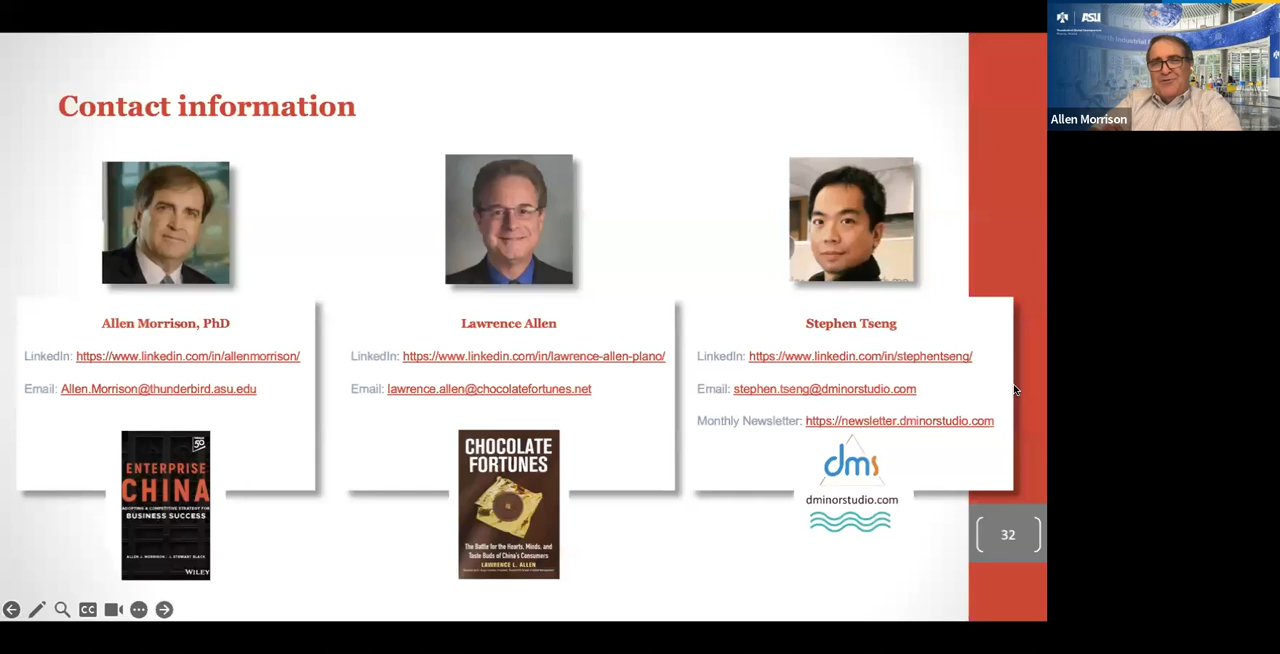 Contact information
Allen Morrison, PhD
LinkedIn: https://www.linkedin.com/in/allenmorrison/
Email: Allen.Morrison@thunderbird.asu.edu
ENTERPRISE
CHINA
ADOPTING A COMPETITIVE STRATEGY FOR
BUSINESS SUCCESS
ALLEN J. MORRISON | J. STEWART BLACK
WILEY
Lawrence Allen
LinkedIn: https://www.linkedin.com/in/lawrence-allen-plano/
Email: lawrence.allen@chocolatefortunes.net
CHOCOLATE
FORTUNES
The Battle for the Hearts, Minds, and
Taste Buds of China's Consumers
LAWRENCE L. ALLEN
Stephen Tseng
LinkedIn: https://www.linkedin.com/in/stephentseng/
Email: stephen.tseng@dminorstudio.com
Monthly Newsletter: https://newsletter.dminorstudio.com
dms
dminorstudio.com
32
CC
ASU
Allen Morrison